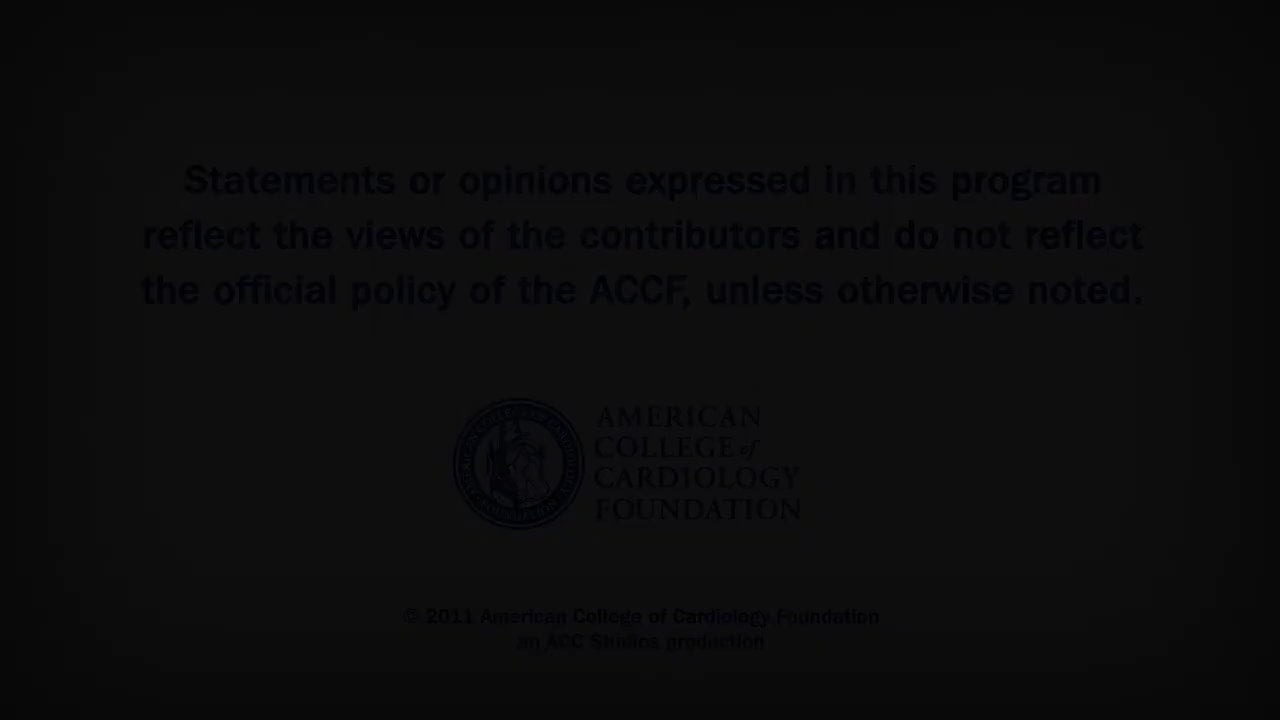 Statements or opinions expressed in this program
reflect the views of the contributors and do not reflect
the official policy of the ACCF, unless otherwise noted.
AMERICAN
COLLEGE of
CARDIOLOGY
FOUNDATION
© 2011 American College of Cardiology Foundation
an ACC Studios production